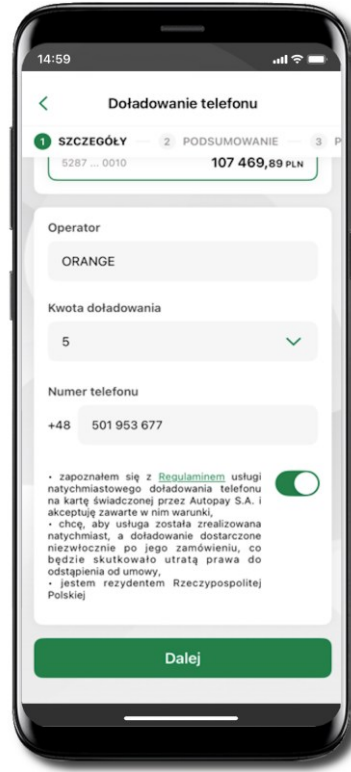 14:59
Doładowanie telefonu
1 SZCZEGÓŁY 2 PODSUMOWANIE 3 P
5287 ... 0010 107 469,89 PLN
Operator
ORANGE
Kwota doładowania
5
Numer telefonu
+48 501 953 677
• zapoznałem się z Regulaminem usługi
natychmiastowego doładowania telefonu
na kartę świadczonej przez Autopay S.A. i
akceptuję zawarte w nim warunki,
• chcę, aby usługa została zrealizowana
natychmiast, a doładowanie dostarczone
niezwłocznie po jego zamówieniu, co
będzie skutkowało utratą prawa do
odstąpienia od umowy,
• jestem rezydentem Rzeczypospolitej
Polskiej
Dalej